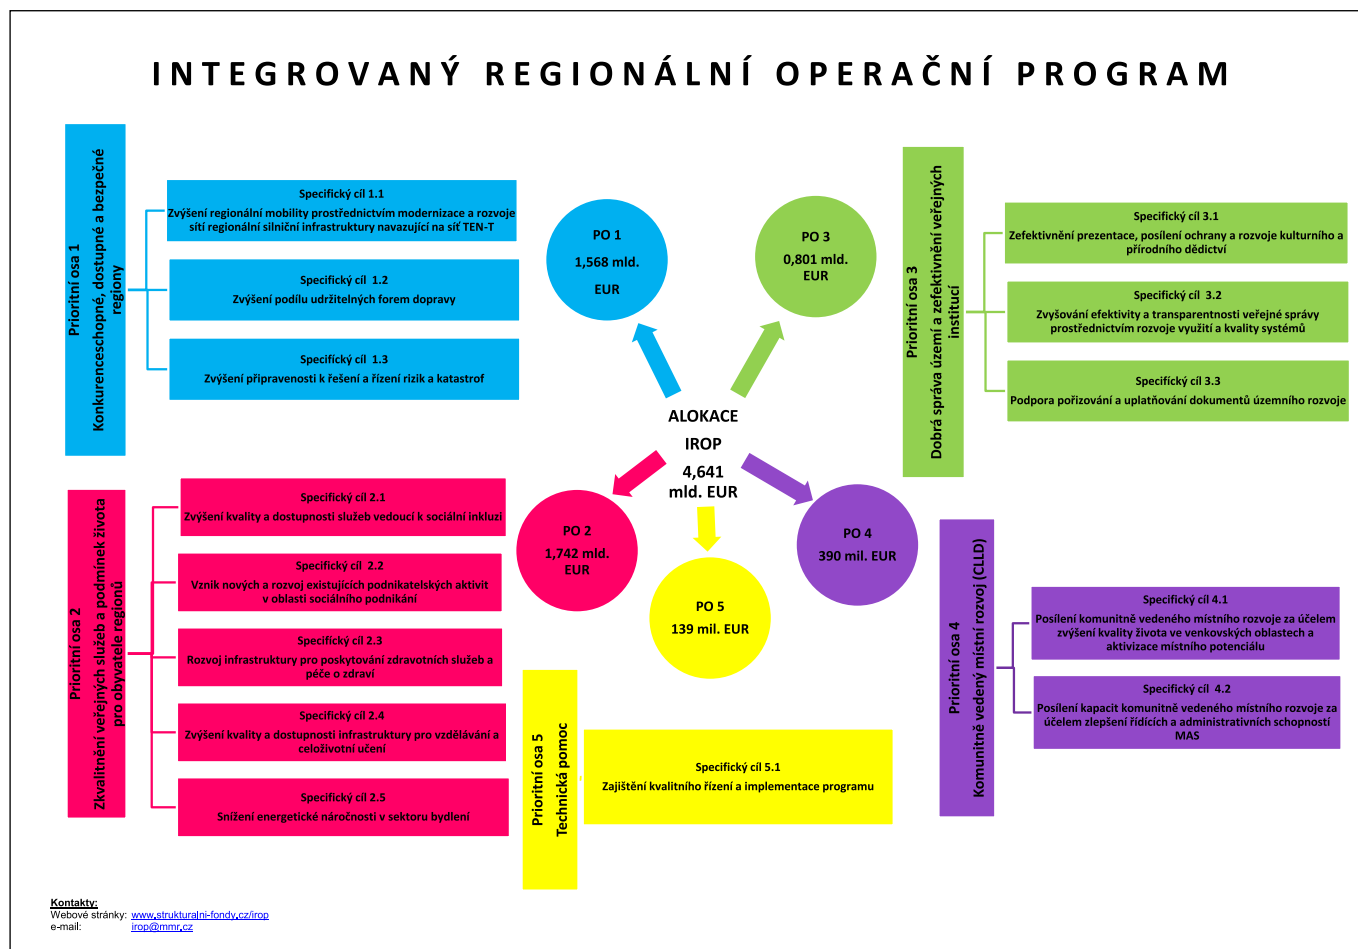 INTEGROVANÝ REGIONÁLNÍ OPERAČNÍ PROGRAM
Prioritní osa 1
Konkurenceschopné, dostupné a bezpečné
regiony
Specifický cíl 1.1
Zvýšení regionální mobility prostřednictvím modernizace a rozvoje
sítí regionální silniční infrastruktury navazující na síť TEN-T
Specifický cíl 1.2
Zvýšení podílu udržitelných forem dopravy
Specifický cíl 1.3
Zvýšení připravenosti k řešení a řízení rizik a katastrof
PO 1
1,568 mld.
EUR
PO 3
0,801 mld.
EUR
Prioritní osa 3
Dobrá správa území a zefektivnění veřejných
institucí
Specifický cíl 3.1
Zefektivnění prezentace, posílení ochrany a rozvoje kulturního a
přírodního dědictví
Specifický cíl 3.2
Zvyšování efektivity a transparentnosti veřejné správy
prostřednictvím rozvoje využití a kvality systémů
Specifický cíl 3.3
Podpora pořizování a uplatňování dokumentů územního rozvoje
ALOKACE
IROP
4,641
mld. EUR
Prioritní osa 2
Zkvalitnění veřejných služeb a podmínek života
pro obyvatele regionů
Specifický cíl 2.1
Zvýšení kvality a dostupnosti služeb vedoucí k sociální inkluzi
Specifický cíl 2.2
Vznik nových a rozvoj existujících podnikatelských aktivit
v oblasti sociálního podnikání
Specifický cíl 2.3
Rozvoj infrastruktury pro poskytování zdravotních služeb a
péče o zdraví
Specifický cíl 2.4
Zvýšení kvality a dostupnosti infrastruktury pro vzdělávání a
celoživotní učení
Specifický cíl 2.5
Snížení energetické náročnosti v sektoru bydlení
PO 2
1,742 mld.
EUR
PO 4
390 mil. EUR
PO 5
139 mil. EUR
Prioritní osa 4
Komunitně vedený místní rozvoj (CLLD)
Specifický cíl 4.1
Posílení komunitně vedeného místního rozvoje za účelem
zvýšení kvality života ve venkovských oblastech a
aktivizace místního potenciálu
Specifický cíl 4.2
Posílení kapacit komunitně vedeného místního rozvoje za
účelem zlepšení řídících a administrativních schopností
MAS
Prioritní osa 5
Technická pomoc
Specifický cíl 5.1
Zajištění kvalitního řízení a implementace programu
Kontakty:
Webové stránky: www.strukturalni-fondy.cz/irop
e-mail: irop@mmr.cz